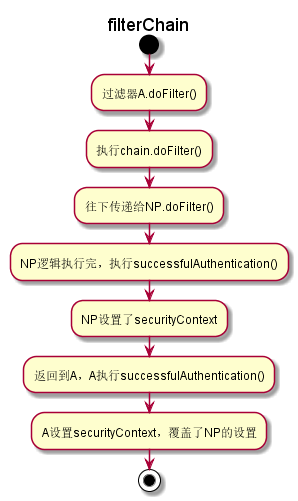 filterChain
过滤器A.doFilter()
执行chain.doFilter()
往下传递给NP.doFilter()
NP逻辑执行完，执行successfulAuthentication()
NP设置了securityContext
返回到A，A执行successfulAuthentication()
A设置securityContext，覆盖了NP的设置